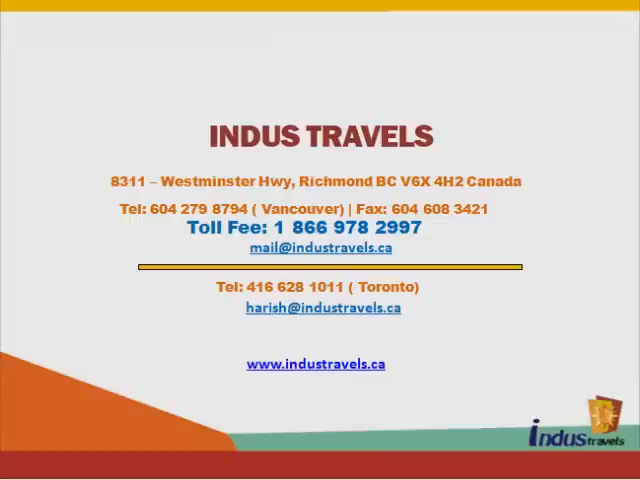 INDUS TRAVELS
8311 – Westminster Hwy, Richmond BC V6X 4H2 Canada
Tel: 604 279 8794 ( Vancouver) | Fax: 604 608 3421
Toll Fee: 1 866 978 2997
mail@industravels.ca
Tel: 416 628 1011 ( Toronto)
harish@industravels.ca
www.industravels.ca
Indus travels